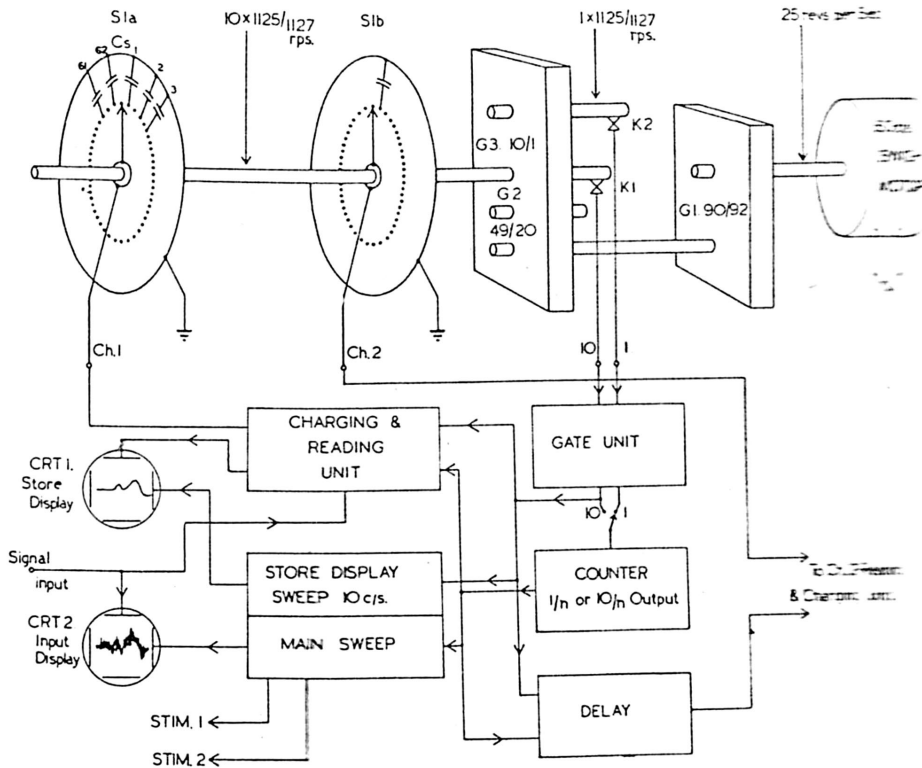 S1a
10 x 1125/1127 rps.
S1b
1 x 1125/1127 rps.
25 revs per Sec
Cs
61
62
1
2
3
G3. 10/1
G2
49/20
K2
K1
G1. 90/92
Ch.1
Ch.2
10
1
CHARGING &
READING
UNIT
GATE UNIT
CRT 1.
Store
Display
10
1
Signal
input
STORE DISPLAY
SWEEP 10 c/s.
COUNTER
1/n or 10/n Output
To
& 
CRT 2
Input
Display
MAIN SWEEP
DELAY
STIM. 1
STIM. 2